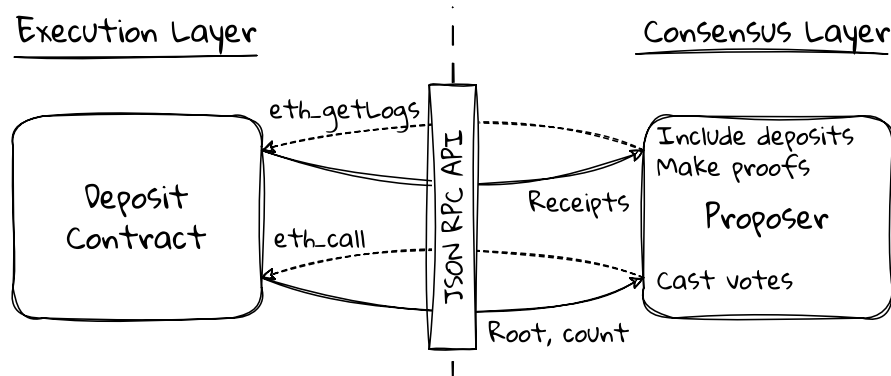 Execution Layer
Consensus Layer
eth_getLogs
Include deposits
Make proofs
Deposit
Contract
JSON RPC API
Receipts
Proposer
eth_call
Cast votes
Root, count